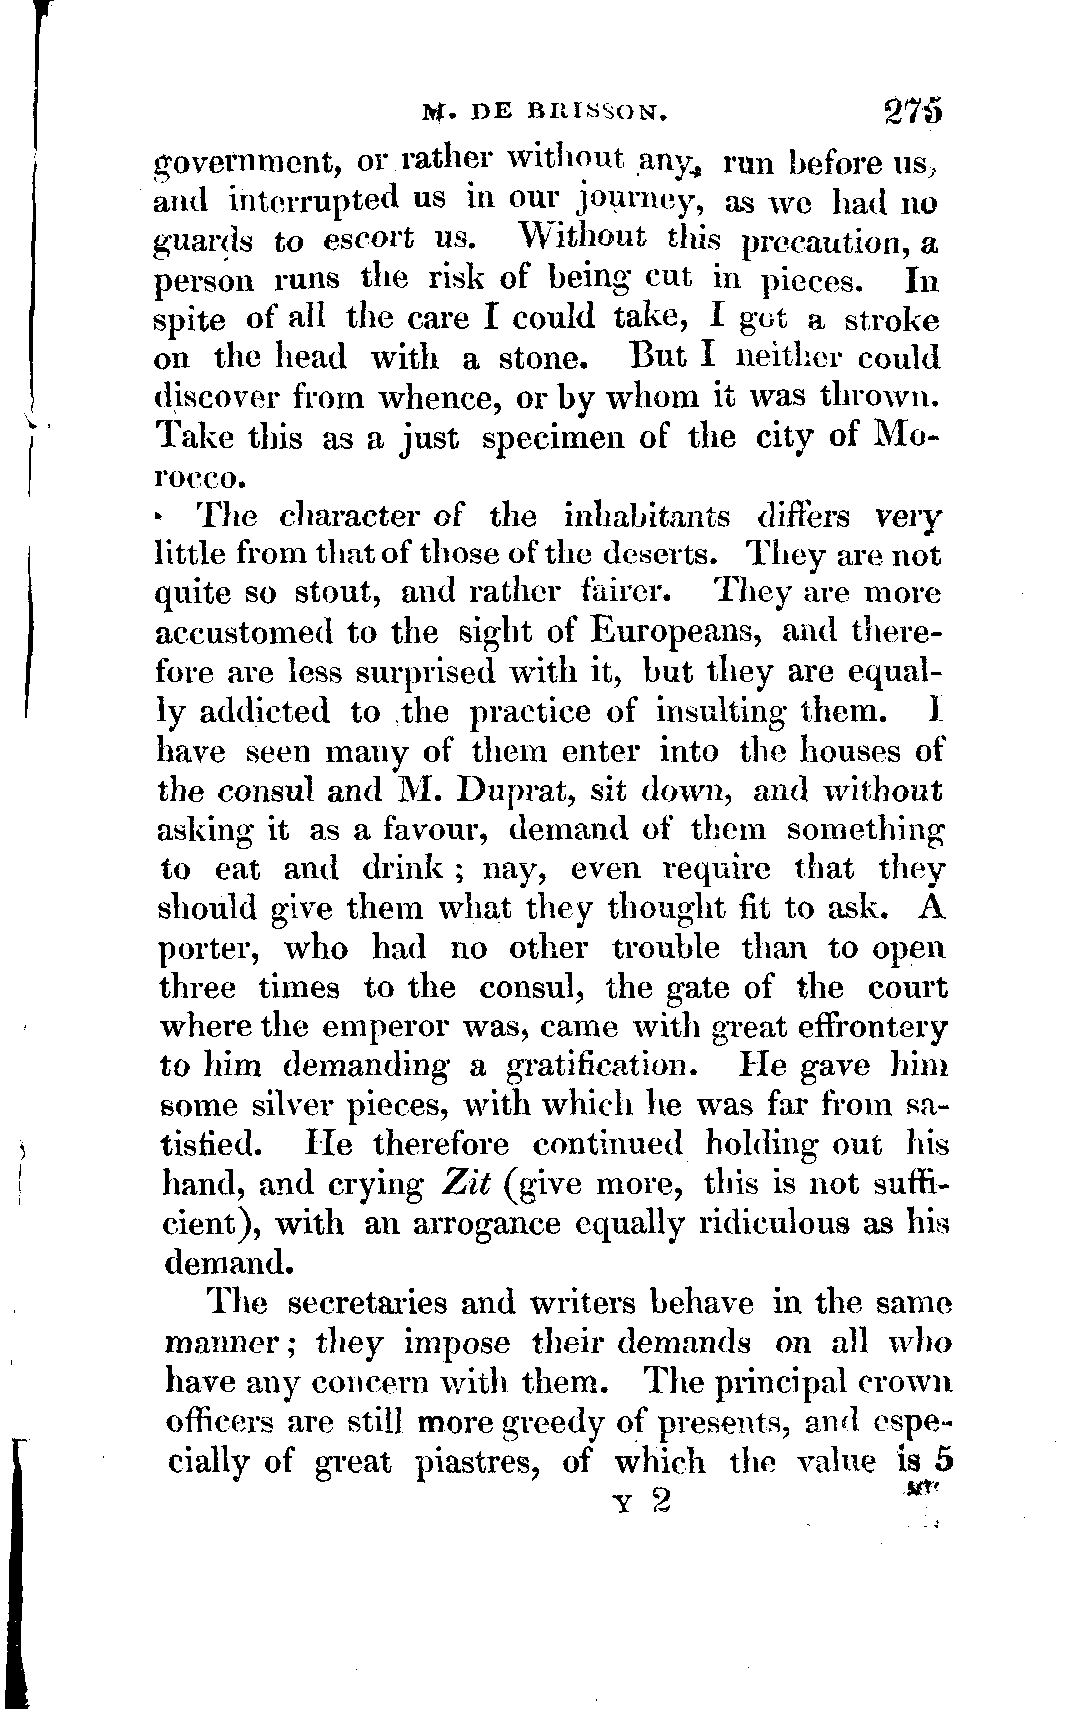 M. DE BRISSON. 275
government, or rather without any, run before us,
and interrupted us in our journey, as we had no
guards to escort us. Without this precaution, a
person runs the risk of being cut in pieces. In
spite of all the care I could take, I got a stroke
on the head with a stone. But I neither could
discover from whence, or by whom it was thrown.
Take this as a just specimen of the city of Mo-
rocco.
The character of the inhabitants differs very
little from that of those of the deserts. They are not
quite so stout, and rather fairer. They are more
accustomed to the sight of Europeans, and there-
fore are less surprised with it, but they are equal-
ly addicted to the practice of insulting them. I
have seen many of them enter into the houses of
the consul and M. Duprat, sit down, and without
asking it as a favour, demand of them something
to eat and drink ; nay, even require that they
should give them what they thought fit to ask. A
porter, who had no other trouble than to open
three times to the consul, the gate of the court
where the emperor was, came with great effrontery
to him demanding a gratification. He gave him
some silver pieces, with which he was far from sa-
tisfied. He therefore continued holding out his
hand, and crying Zit (give more, this is not suffi-
cient), with an arrogance equally ridiculous as his
demand.
The secretaries and writers behave in the same
manner; they impose their demands on all who
have any concern with them. The principal crown
officers are still more greedy of presents, and espe-
cially of great piastres, of which the value is 5
Y 2